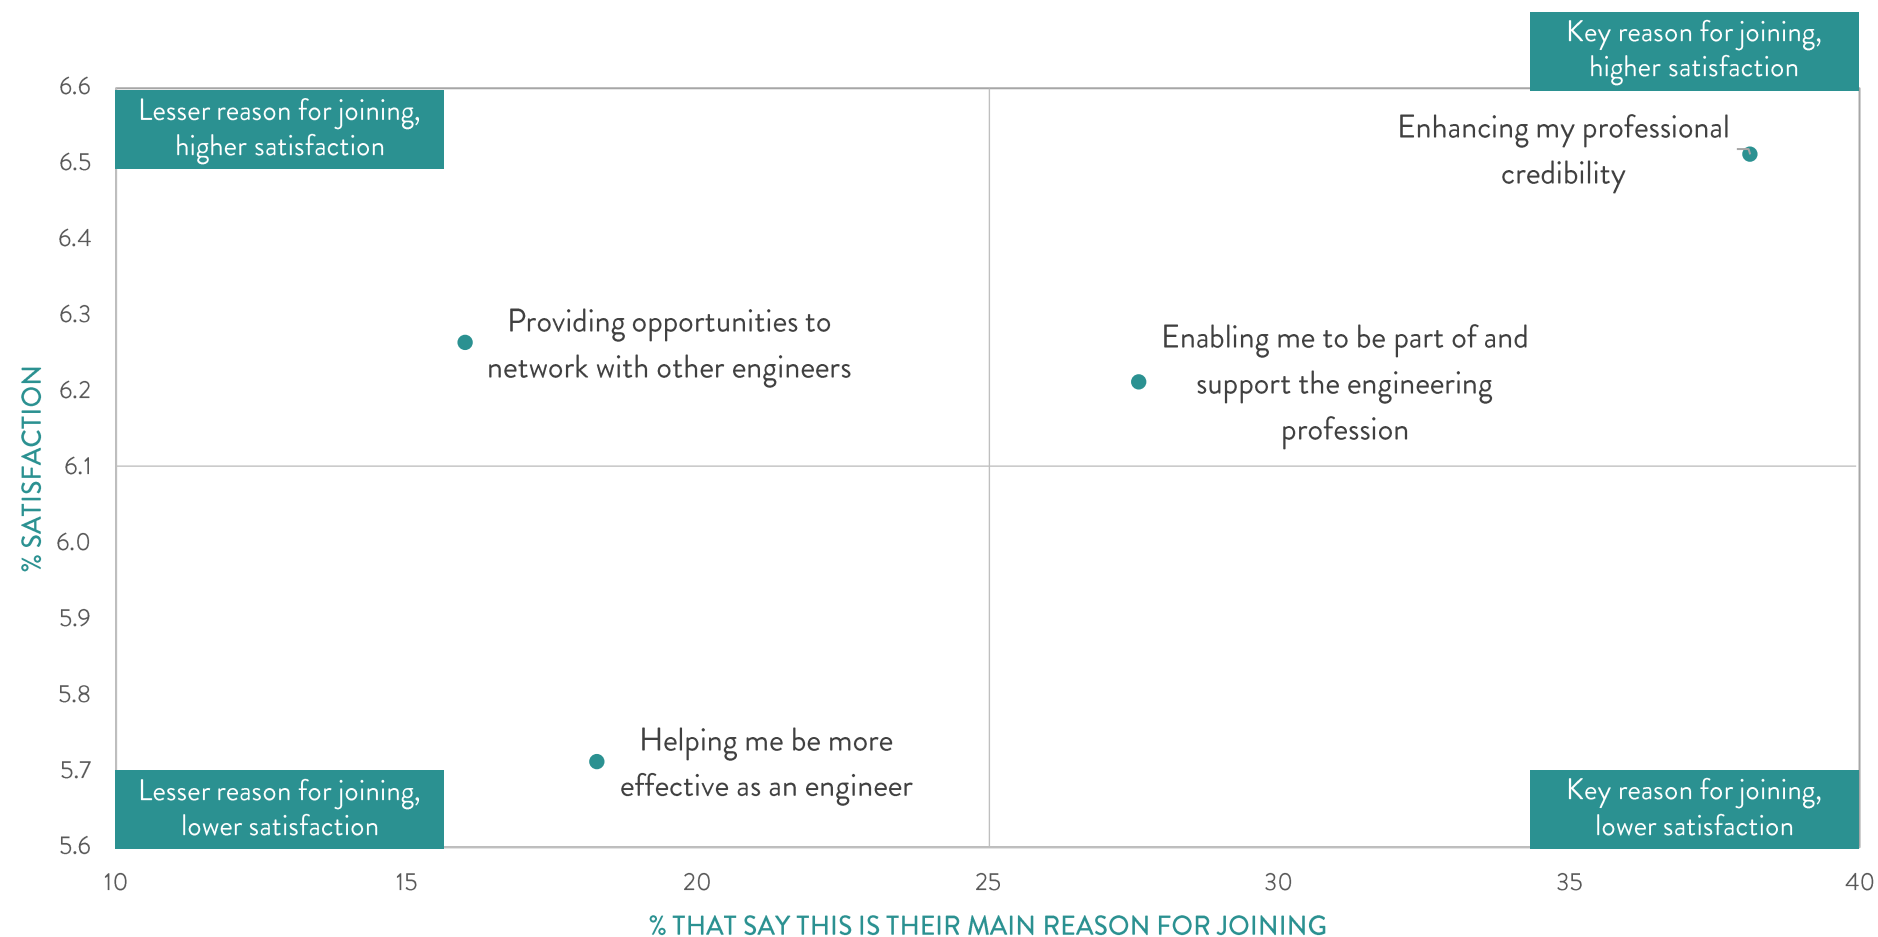 Key reason for joining,
higher satisfaction
6.6
Lesser reason for joining,
higher satisfaction
Enhancing my professional
credibility
6.5
6.4
6.3
Providing opportunities to
network with other engineers
Enabling me to be part of and
support the engineering
profession
6.2
% SATISFACTION
6.1
6.0
5.9
5.8
Helping me be more
effective as an engineer
5.7
Lesser reason for joining,
lower satisfaction
Key reason for joining,
lower satisfaction
5.6
10 15 20 25 30 35 40
% THAT SAY THIS IS THEIR MAIN REASON FOR JOINING